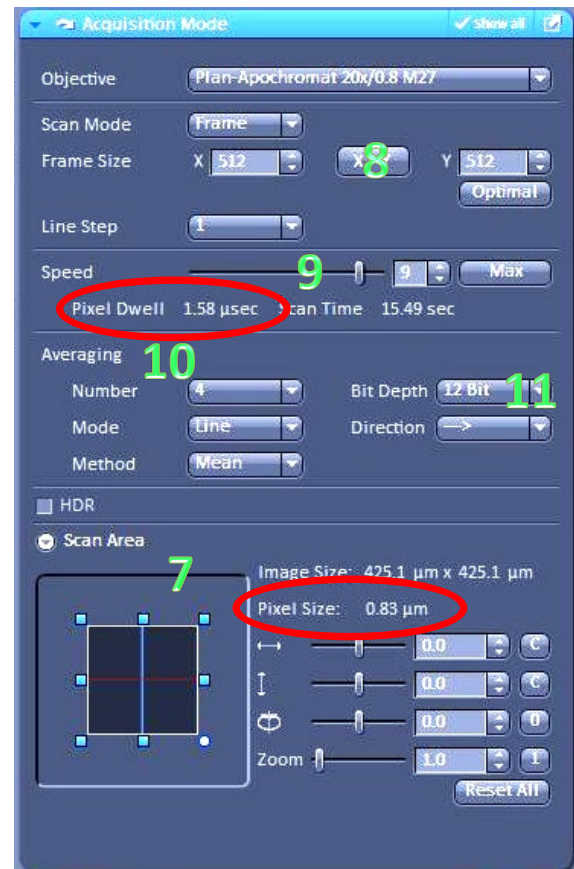 Acquisition Mode Show all
Objective Plan-Apochromat 20x/0.8 M27
Scan Mode Frame
Frame Size X 512 8 Y 512
Optimal
Line Step 1
Speed 9 9 Max
Pixel Dwell 1.58 µsec Scan Time 15.49 sec
Averaging 10
Number 4 Bit Depth 12 Bit 11
Mode Line Direction -->
Method Mean
HDR
Scan Area
7
Image Size: 425.1 µm x 425.1 µm
Pixel Size: 0.83 µm
0.0 C
0.0 C
0.0 0
Zoom 1.0 1
Reset All